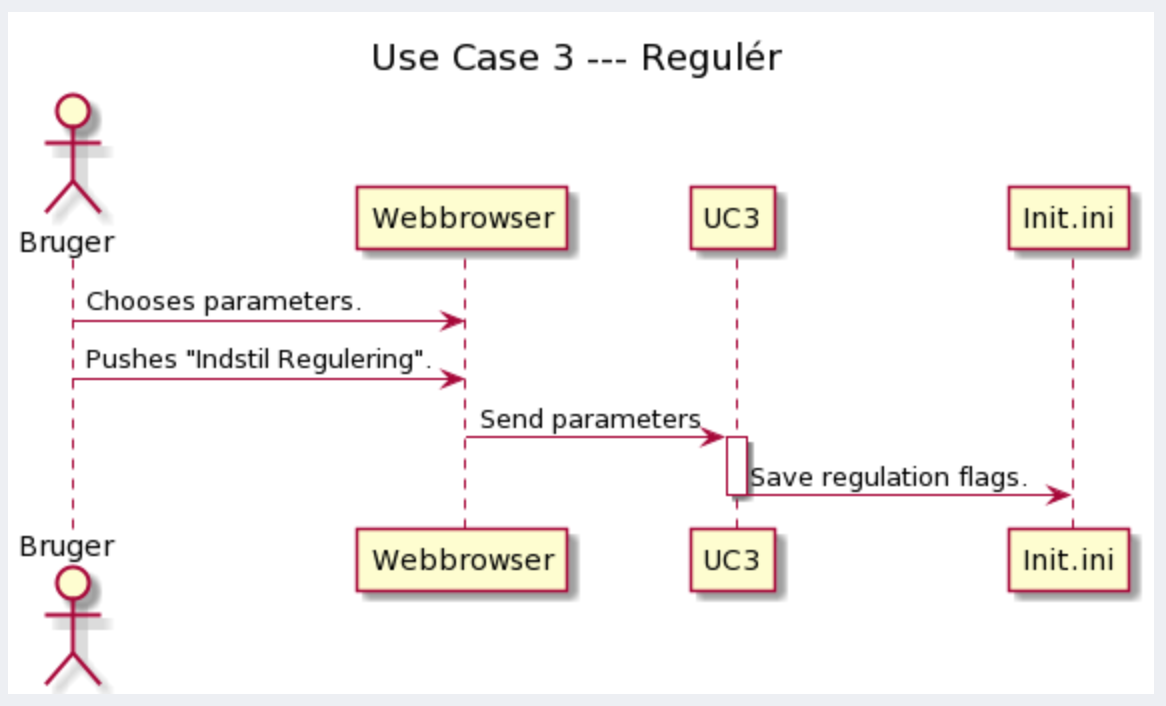 Use Case 3 --- Regulér
Bruger
Webbrowser
UC3
Init.ini
Chooses parameters.
Pushes "Indstil Regulering".
Send parameters
Save regulation flags.
Bruger
Webbrowser
UC3
Init.ini